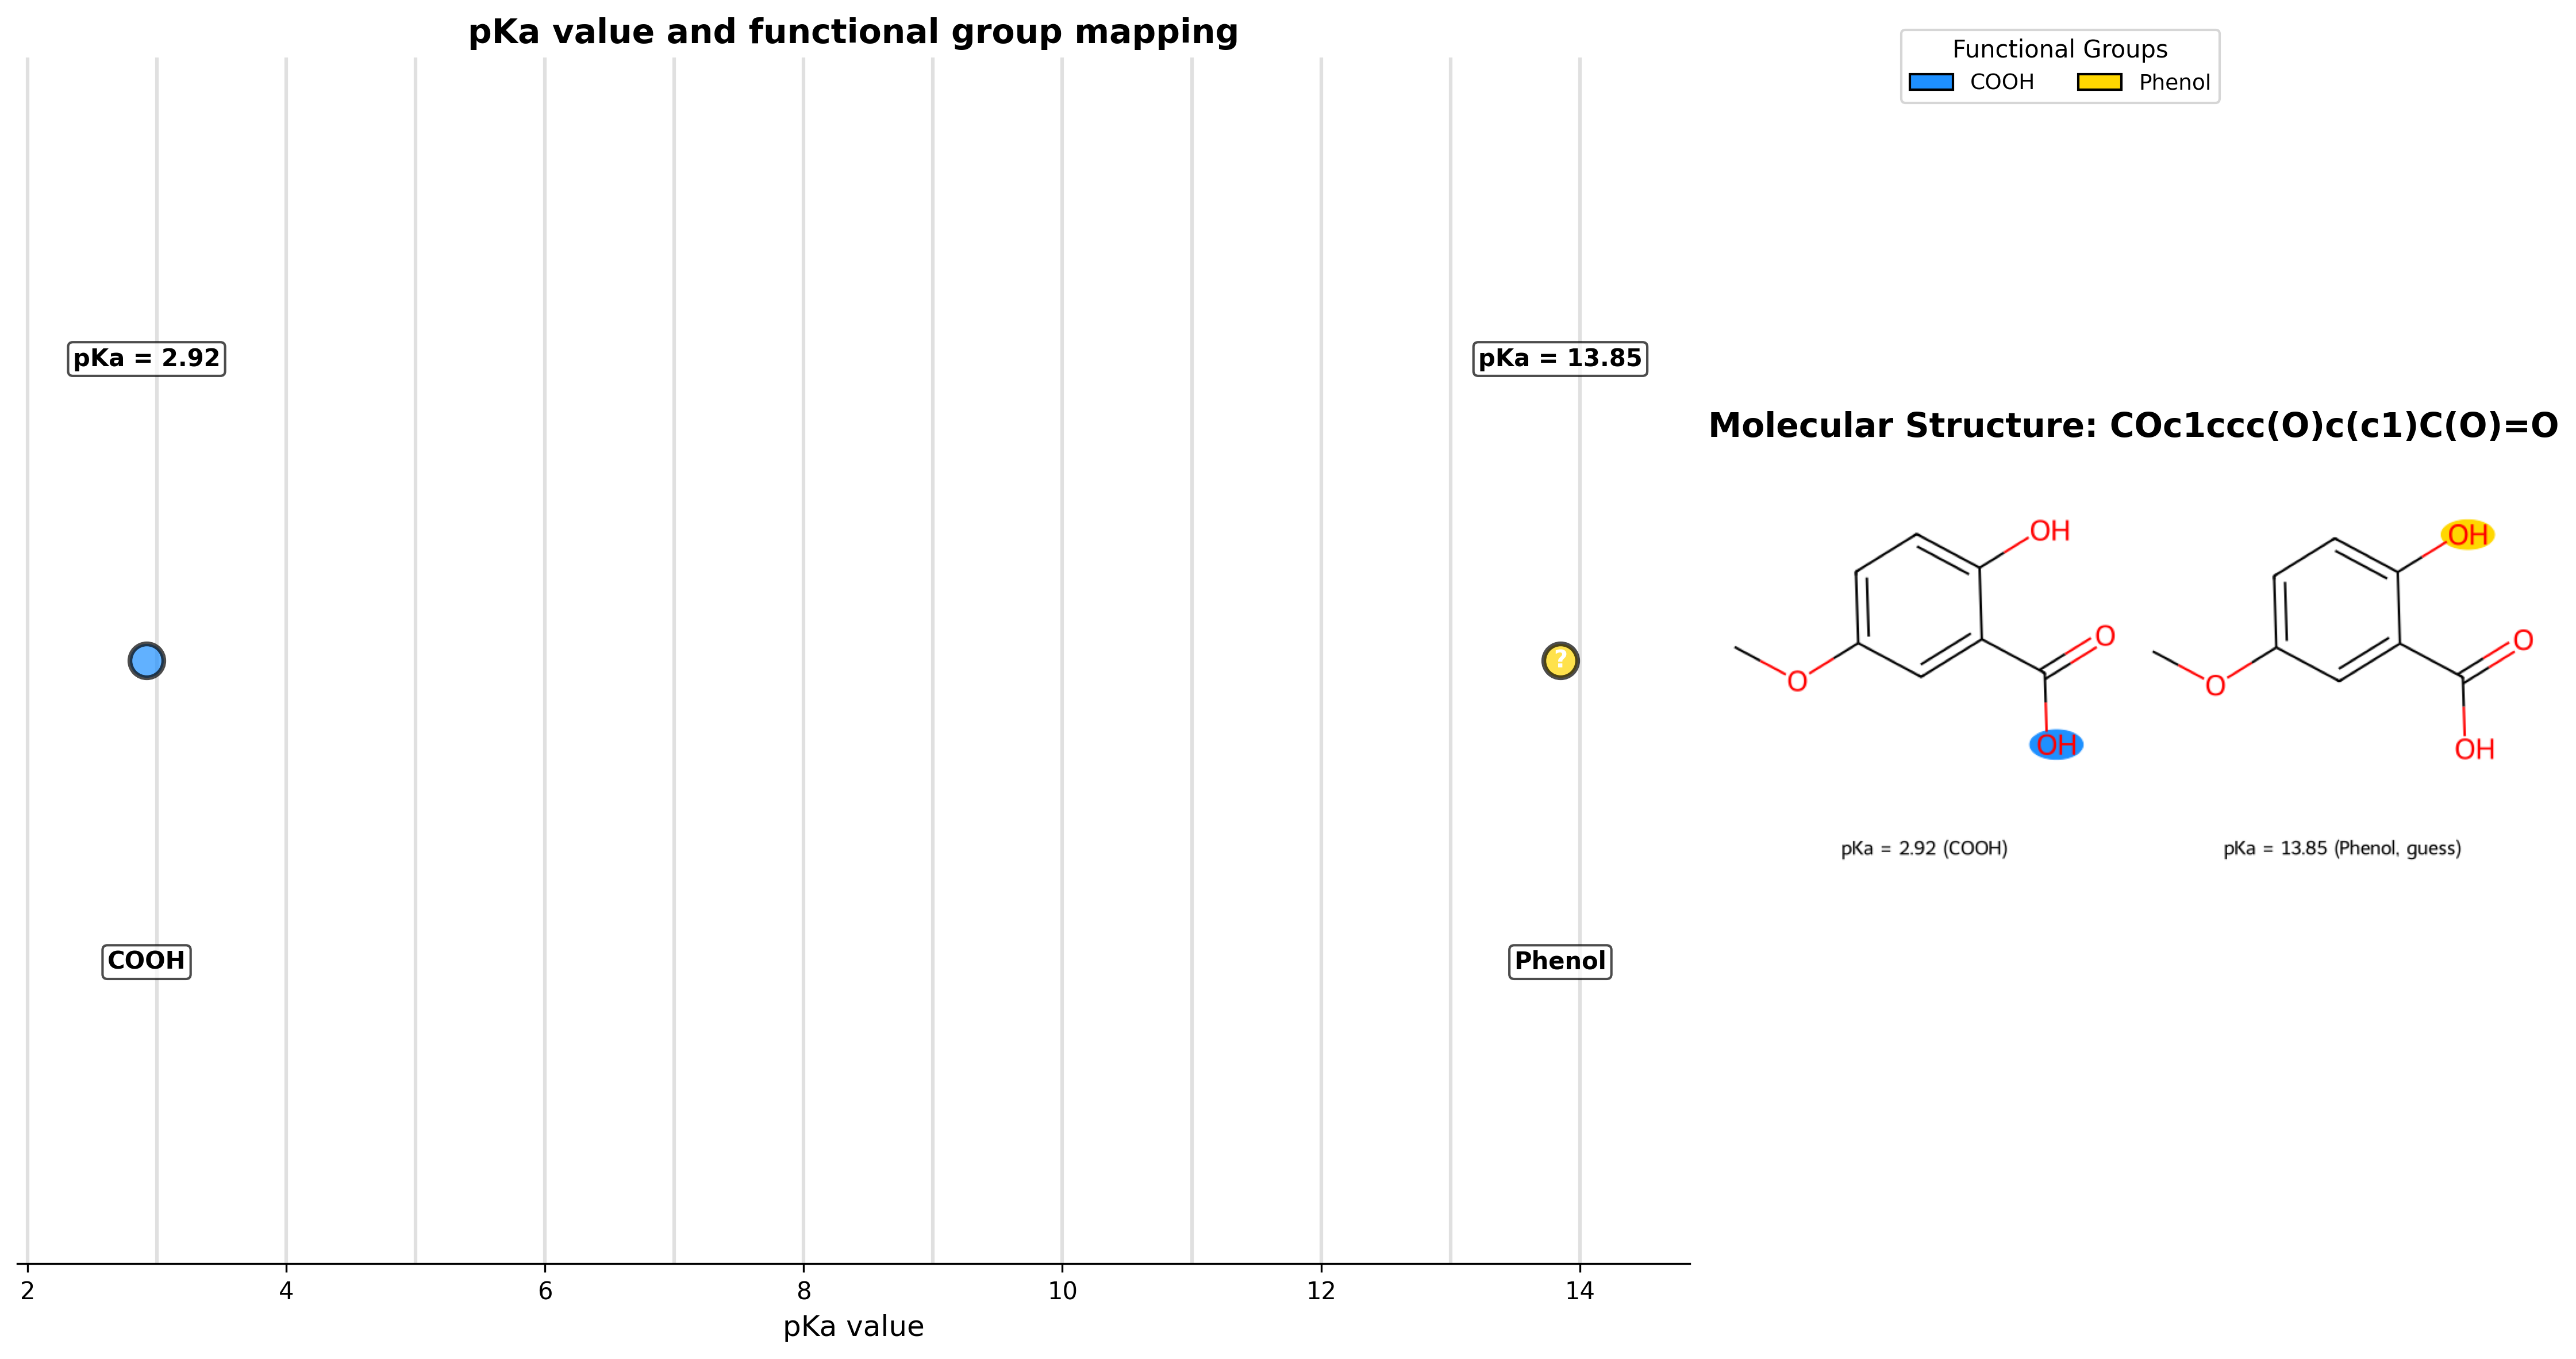 pKa value and functional group mapping
Functional Groups
COOH Phenol
pKa = 2.92 pKa = 13.85
Molecular Structure: COc1ccc(O)c(c1)C(O)=O
OH OH
?
O O
O O
OH OH
pKa = 2.92 (COOH) pKa = 13.85 (Phenol, guess)
COOH Phenol
2 4 6 8 10 12 14
pKa value